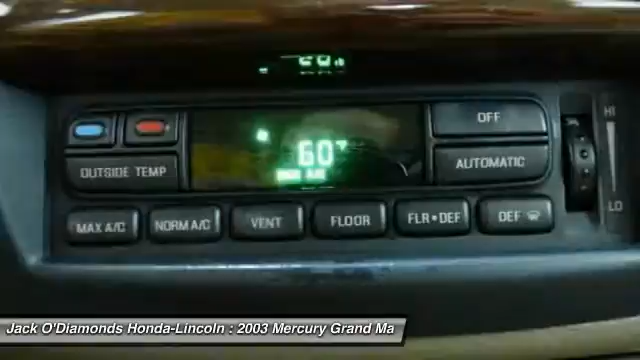 OFF
HI
60°
OUTSIDE TEMP
AUTOMATIC
MAX A/C
NORM A/C
VENT
FLOOR
FLR•DEF
DEF
LO
Jack O'Diamonds Honda-Lincoln : 2003 Mercury Grand Ma